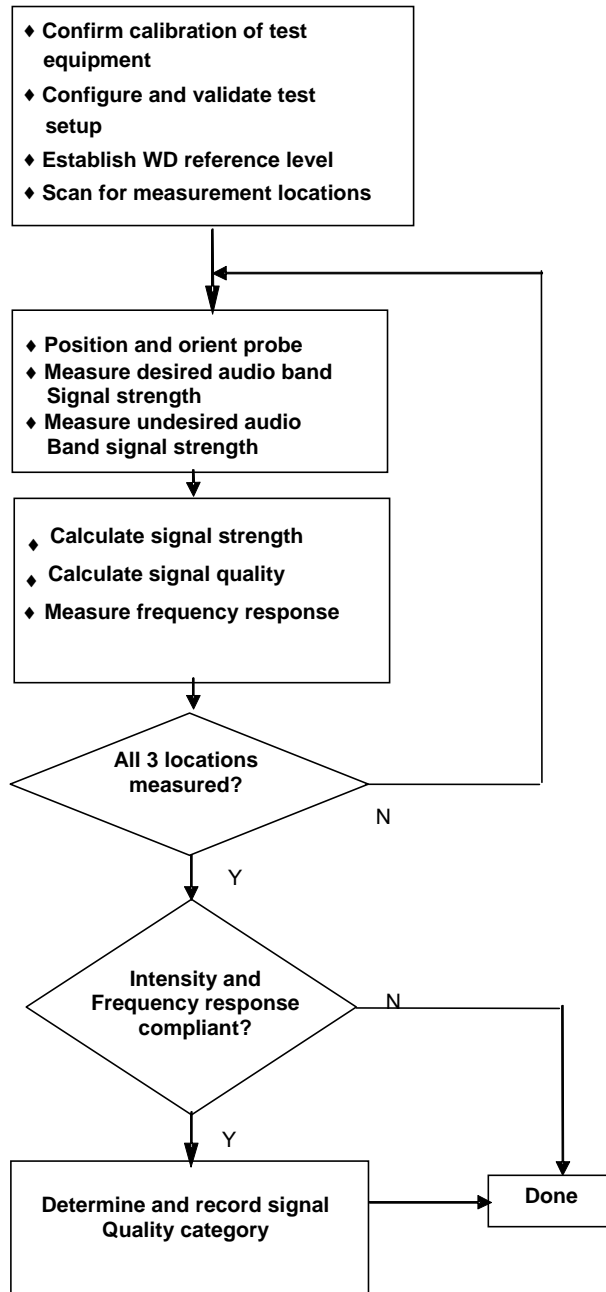 ♦ Confirm calibration of test
equipment
♦ Configure and validate test
setup
♦ Establish WD reference level
♦ Scan for measurement locations
♦ Position and orient probe
♦ Measure desired audio band
Signal strength
♦ Measure undesired audio
Band signal strength
♦ Calculate signal strength
♦ Calculate signal quality
♦ Measure frequency response
All 3 locations
measured?
N
Y
Intensity and
Frequency response
compliant?
N
Y
Determine and record signal
Quality category
Done